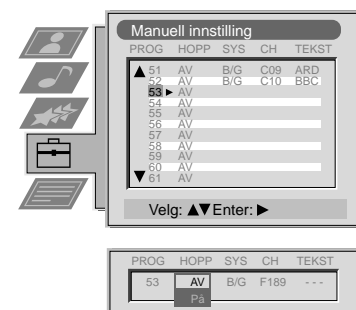 Manuell innstilling
PROG HOPP SYS CH TEKST
51 AV B/G C09 ARD
52 AV B/G C10 BBC
53 AV
54 AV
55 AV
56 AV
57 AV
58 AV
59 AV
60 AV
61 AV
Velg: ▲▼ Enter: ►
PROG HOPP SYS CH TEKST
53 AV B/G F189 - - -
På